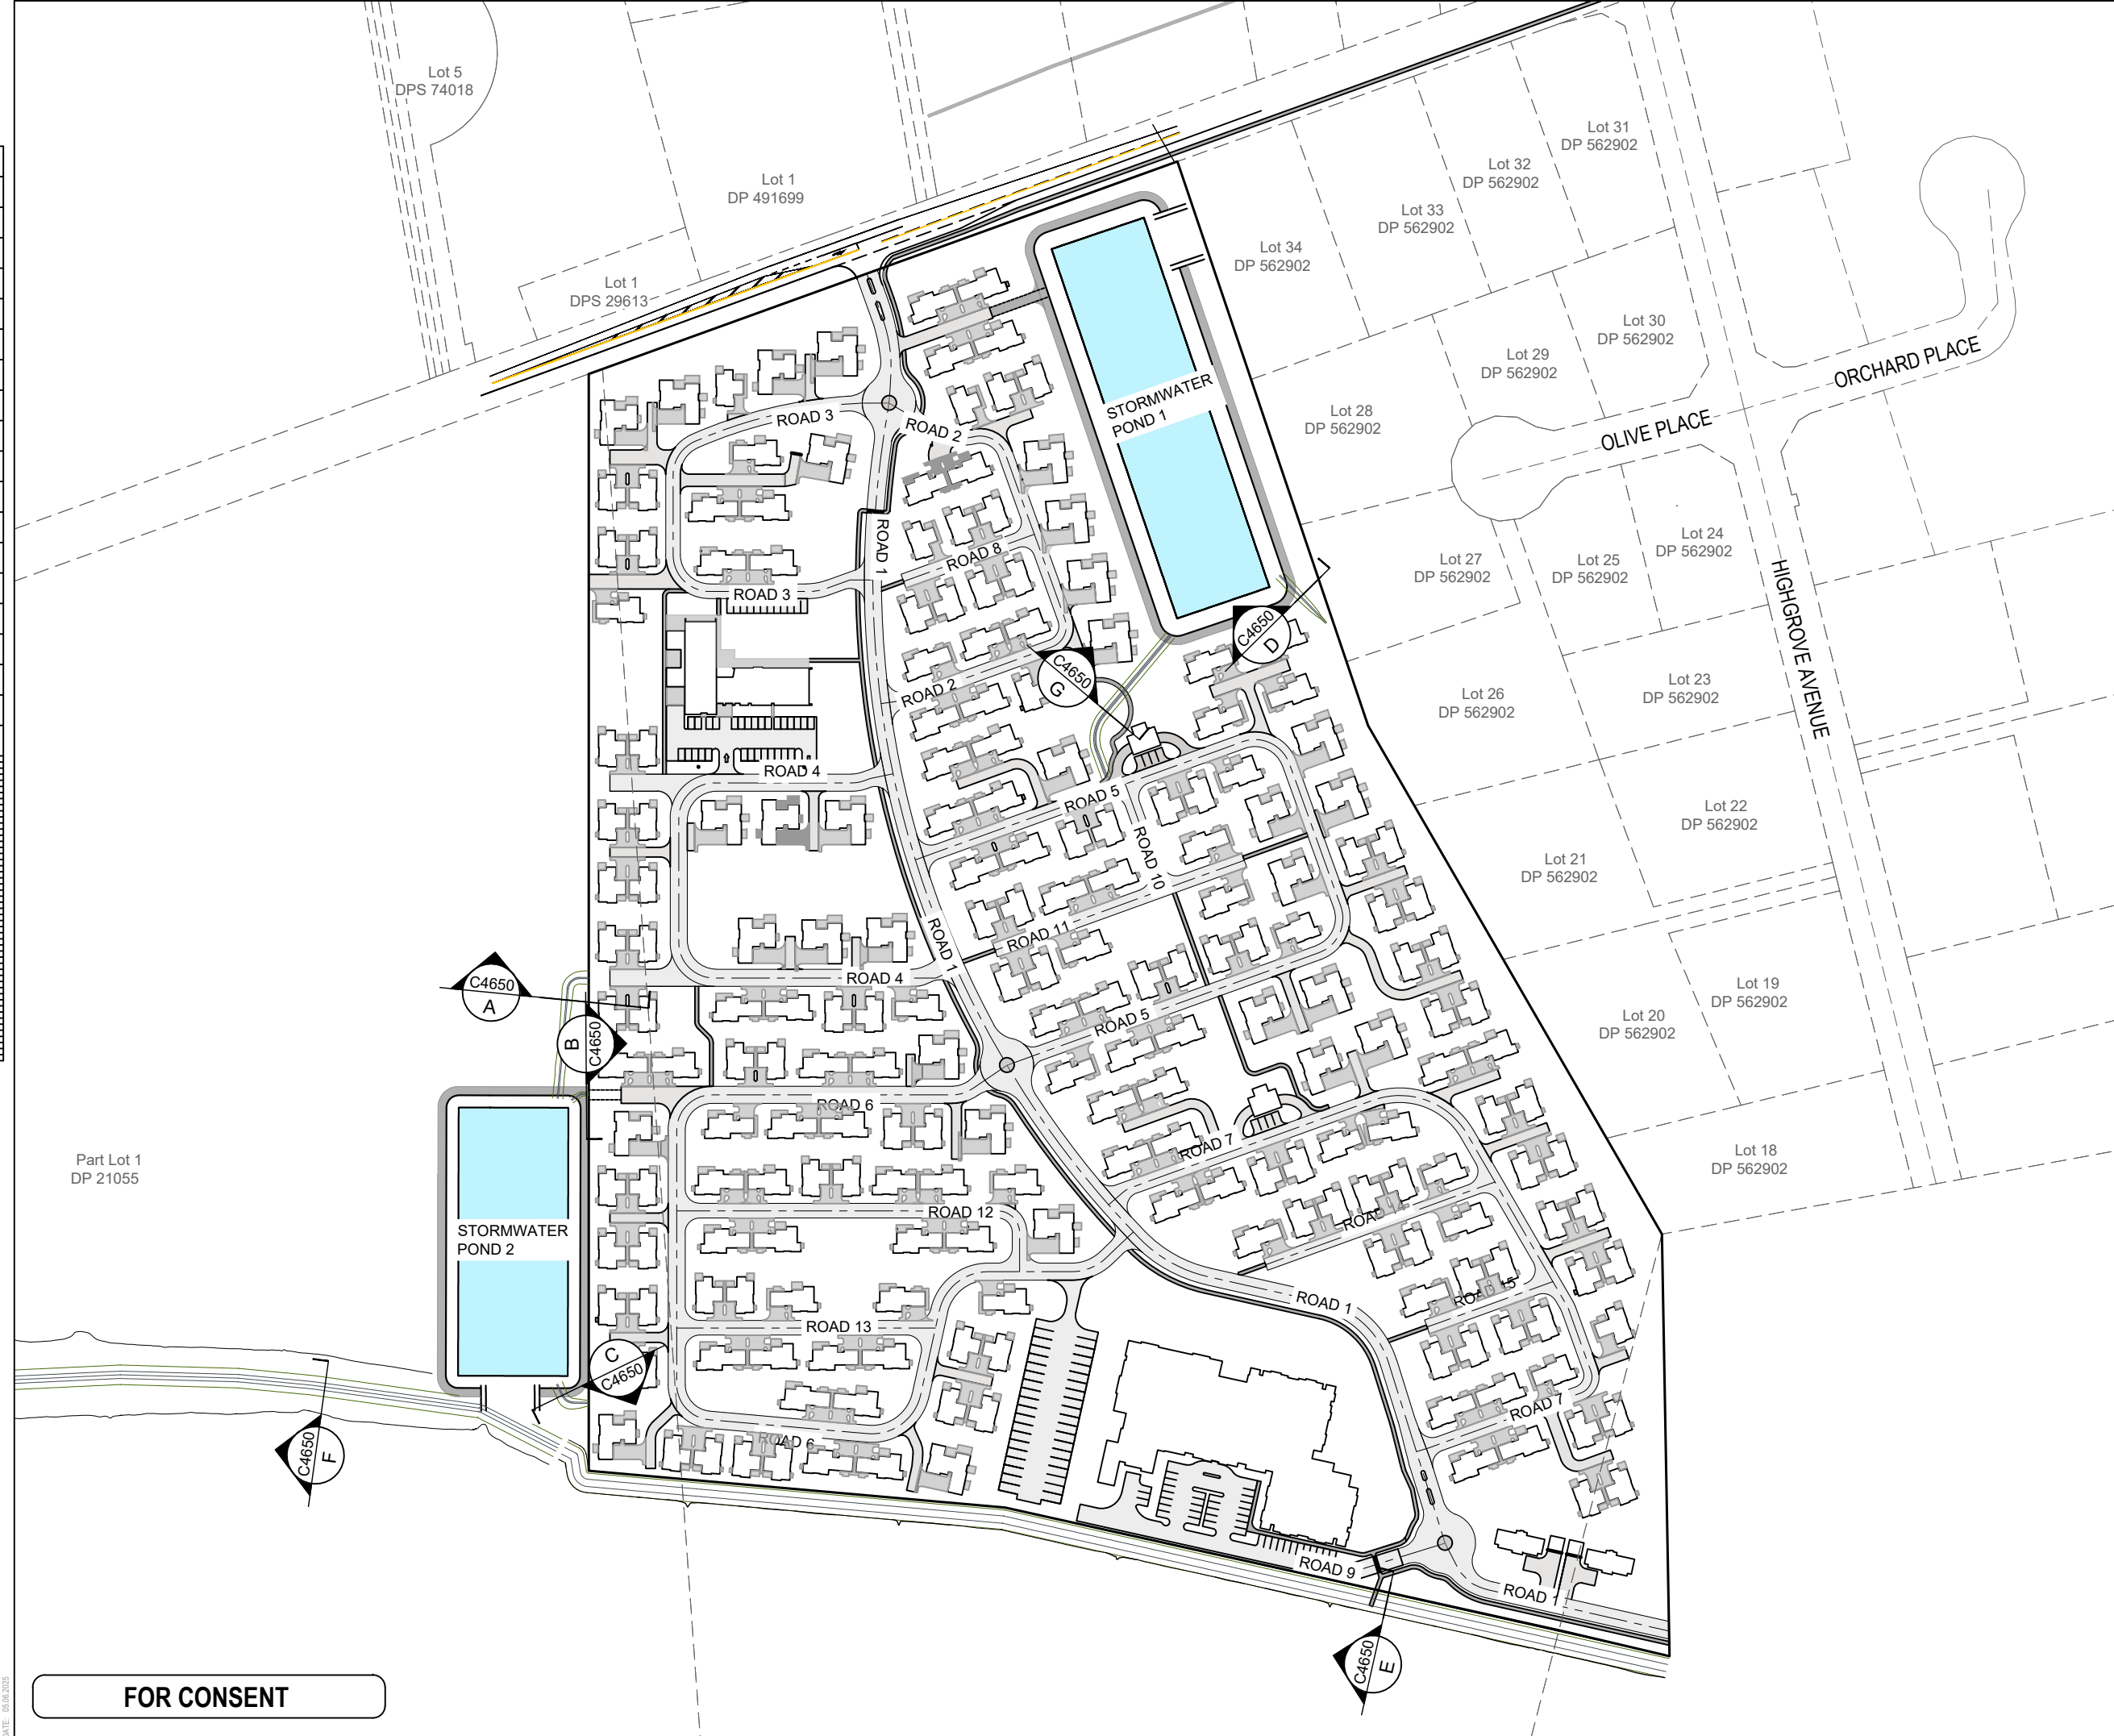 Lot 5
DPS 74018
Lot 1
DP 491699
Lot 1
DPS 29613
Lot 31
DP 562902
Lot 32
DP 562902
Lot 33
DP 562902
Lot 34
DP 562902
Lot 30
DP 562902
Lot 29
DP 562902
Lot 28
DP 562902
ORCHARD PLACE
OLIVE PLACE
HIGHGROVE AVENUE
Lot 27
DP 562902
Lot 25
DP 562902
Lot 24
DP 562902
Lot 26
DP 562902
Lot 23
DP 562902
Lot 22
DP 562902
Lot 21
DP 562902
Lot 20
DP 562902
Lot 19
DP 562902
Lot 18
DP 562902
Part Lot 1
DP 21055
STORMWATER
POND 1
ROAD 3
ROAD 2
ROAD 1
ROAD 8
ROAD 3
ROAD 2
C4650
D
C4650
G
ROAD 4
ROAD 5
ROAD 10
ROAD 11
ROAD 1
ROAD 4
C4650
A
B
C4650
ROAD 5
ROAD 6
ROAD 7
ROAD 12
STORMWATER
POND 2
ROAD
ROAD 1
ROAD 13
C
C4650
ROAD 7
ROAD 6
C4650
F
ROAD 9
ROAD 1
C4650
E
FOR CONSENT
DATE: 05.06.2025